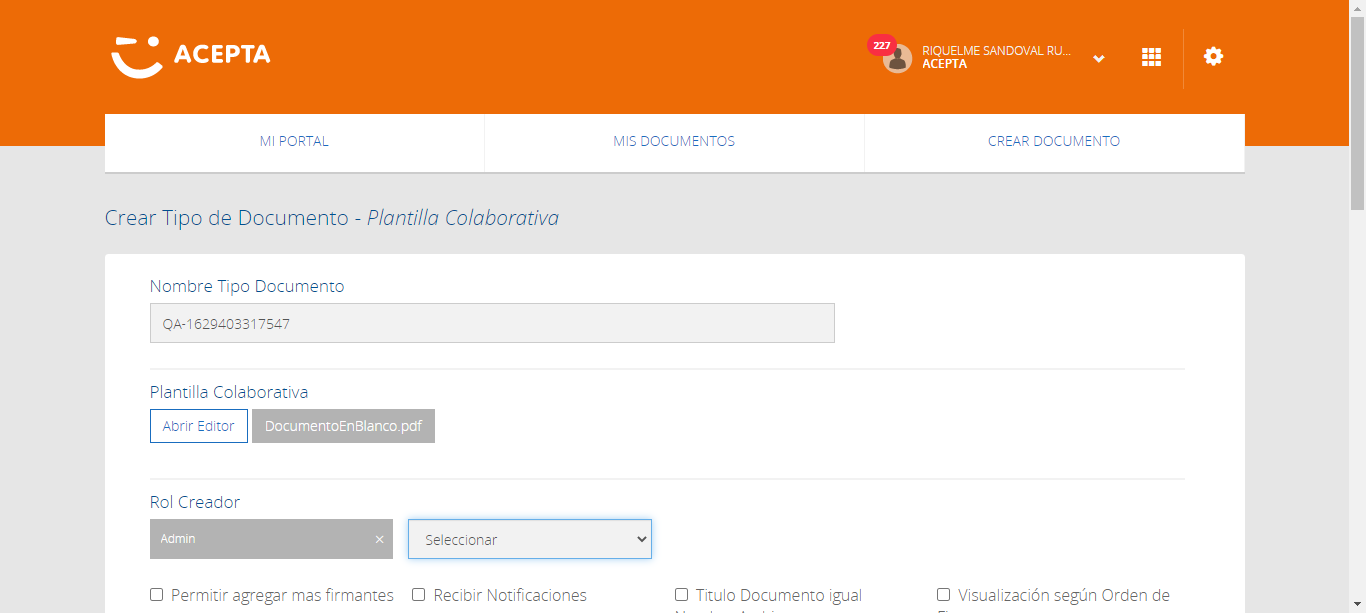 ACEPTA
227
RIQUELME SANDOVAL RU...
ACEPTA
MI PORTAL
MIS DOCUMENTOS
CREAR DOCUMENTO
Crear Tipo de Documento - Plantilla Colaborativa
Nombre Tipo Documento
QA-1629403317547
Plantilla Colaborativa
Abrir Editor
DocumentoEnBlanco.pdf
Rol Creador
Admin ×
Seleccionar
Permitir agregar mas firmantes
Recibir Notificaciones
Titulo Documento igual
Visualización según Orden de